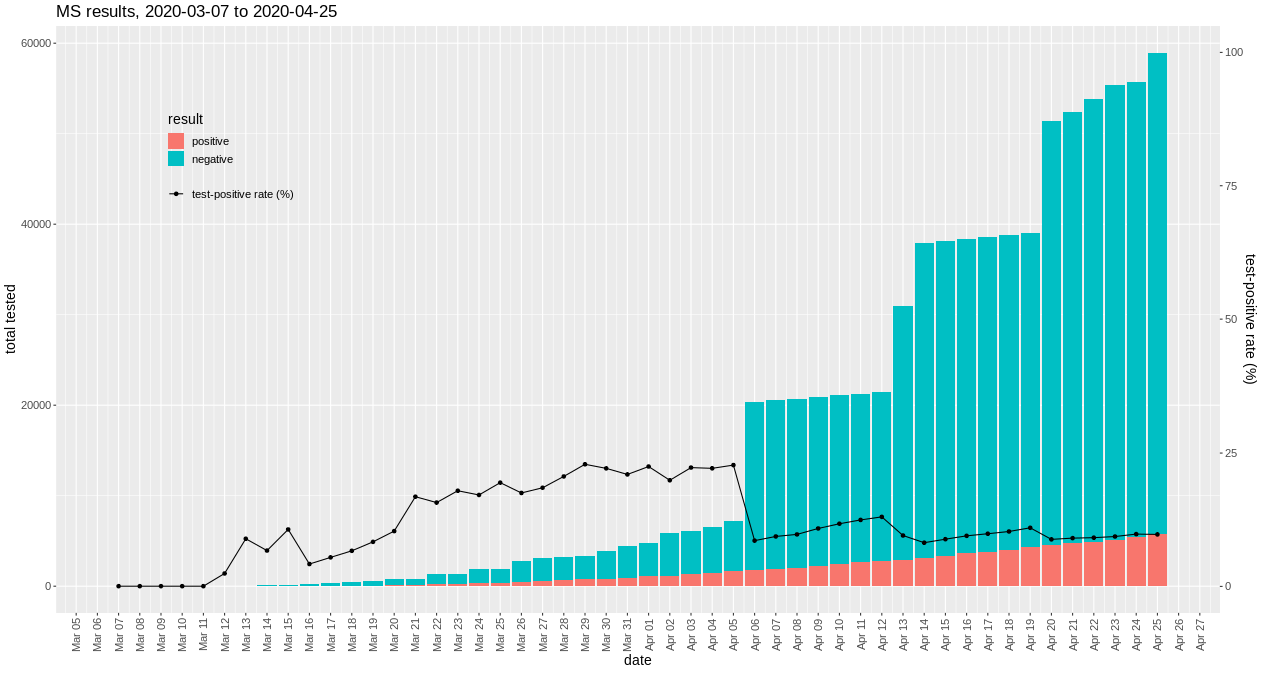 MS results, 2020-03-07 to 2020-04-25
60000
40000
20000
0
total tested
result
positive
negative
test-positive rate (%)
100
75
50
25
0
test-positive rate (%)
Mar 05
Mar 06
Mar 07
Mar 08
Mar 09
Mar 10
Mar 11
Mar 12
Mar 13
Mar 14
Mar 15
Mar 16
Mar 17
Mar 18
Mar 19
Mar 20
Mar 21
Mar 22
Mar 23
Mar 24
Mar 25
Mar 26
Mar 27
Mar 28
Mar 29
Mar 30
Mar 31
Apr 01
Apr 02
Apr 03
Apr 04
Apr 05
Apr 06
Apr 07
Apr 08
Apr 09
Apr 10
Apr 11
Apr 12
Apr 13
Apr 14
Apr 15
Apr 16
Apr 17
Apr 18
Apr 19
Apr 20
Apr 21
Apr 22
Apr 23
Apr 24
Apr 25
Apr 26
Apr 27
date